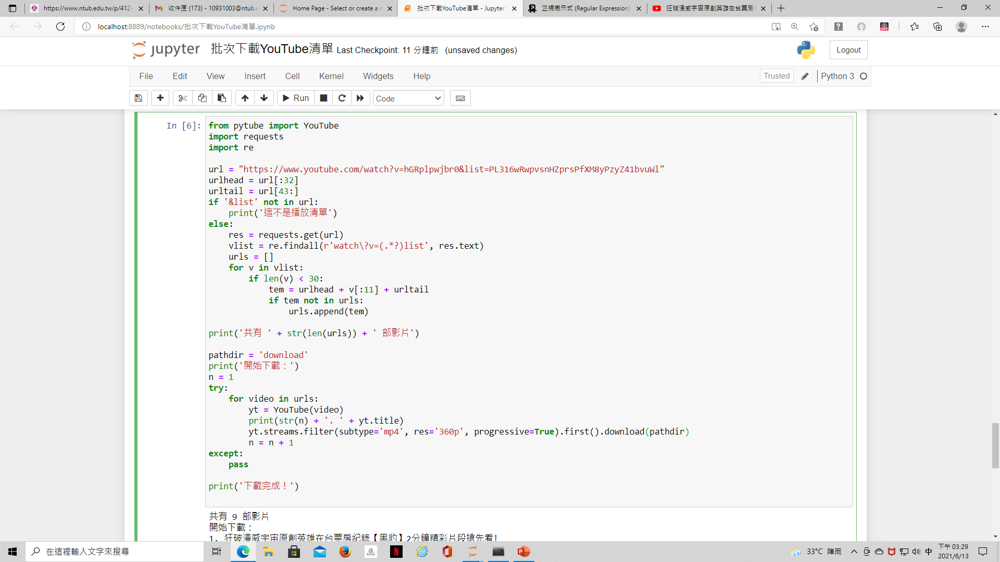 https://www.ntub.edu.tw/p/412-
收件匣 (173) - 10931003@ntub.e
Home Page - Select or create a n
批次下載YouTube清單 - Jupyter
正規表示式 (Regular Expression)
狂破漫威宇宙原創英雄在台票房
localhost:8889/notebooks/批次下載YouTube清單.ipynb
jupyter 批次下載YouTube清單 Last Checkpoint: 11 分鐘前 (unsaved changes)
Logout
File Edit View Insert Cell Kernel Widgets Help
Trusted Python 3
Run Code
In [6]: from pytube import YouTube
import requests
import re
url = "https://www.youtube.com/watch?v=hGRplpwjbr0&list=PL316wRwpvsnHZprsPfXM8yPzyZ41bvuWl"
urlhead = url[:32]
urltail = url[43:]
if '&list' not in url:
    print('這不是播放清單')
else:
    res = requests.get(url)
    vlist = re.findall(r'watch\?v=(.*?)list', res.text)
    urls = []
    for v in vlist:
        if len(v) < 30:
            tem = urlhead + v[:11] + urltail
            if tem not in urls:
                urls.append(tem)
print('共有 ' + str(len(urls)) + ' 部影片')
pathdir = 'download'
print('開始下載：')
n = 1
try:
    for video in urls:
        yt = YouTube(video)
        print(str(n) + '. ' + yt.title)
        yt.streams.filter(subtype='mp4', res='360p', progressive=True).first().download(pathdir)
        n = n + 1
except:
    pass
print('下載完成！')
共有 9 部影片
開始下載：
1. 狂破漫威宇宙原創英雄在台票房紀錄【黑豹】2分鐘精彩片段搶先看！
在這裡輸入文字來搜尋
33°C 陣雨
中
下午 03:29
2021/6/13